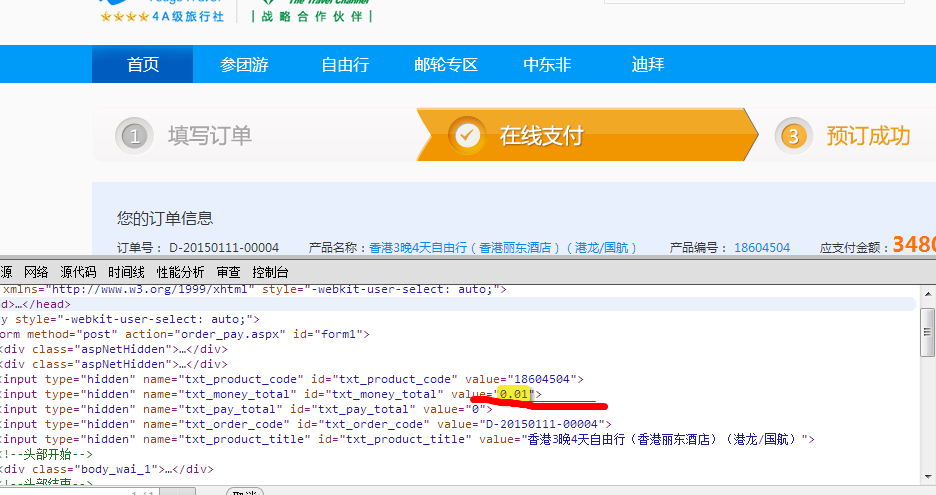 The Travel Channel
★★★★4A级旅行社
战略合作伙伴
首页 参团游 自由行 邮轮专区 中东非 迪拜
1 填写订单 在线支付 3 预订成功
您的订单信息
订单号： D-20150111-00004 产品名称：香港3晚4天自由行（香港丽东酒店）（港龙/国航） 产品编号： 18604504 应支付金额：3480
源 网络 源代码 时间线 性能分析 审查 控制台
xmlns="http://www.w3.org/1999/xhtml" style="-webkit-user-select: auto;">
d>…</head>
y style="-webkit-user-select: auto;">
orm method="post" action="order_pay.aspx" id="form1">
<div class="aspNetHidden">…</div>
<div class="aspNetHidden">…</div>
<input type="hidden" name="txt_product_code" id="txt_product_code" value="18604504">
<input type="hidden" name="txt_money_total" id="txt_money_total" value="0.01">
<input type="hidden" name="txt_pay_total" id="txt_pay_total" value="0">
<input type="hidden" name="txt_order_code" id="txt_order_code" value="D-20150111-00004">
<input type="hidden" name="txt_product_title" id="txt_product_title" value="香港3晚4天自由行（香港丽东酒店）（港龙/国航）">
<!--头部开始-->
<div class="body_wai_1">…</div>
<!--头部结束-->